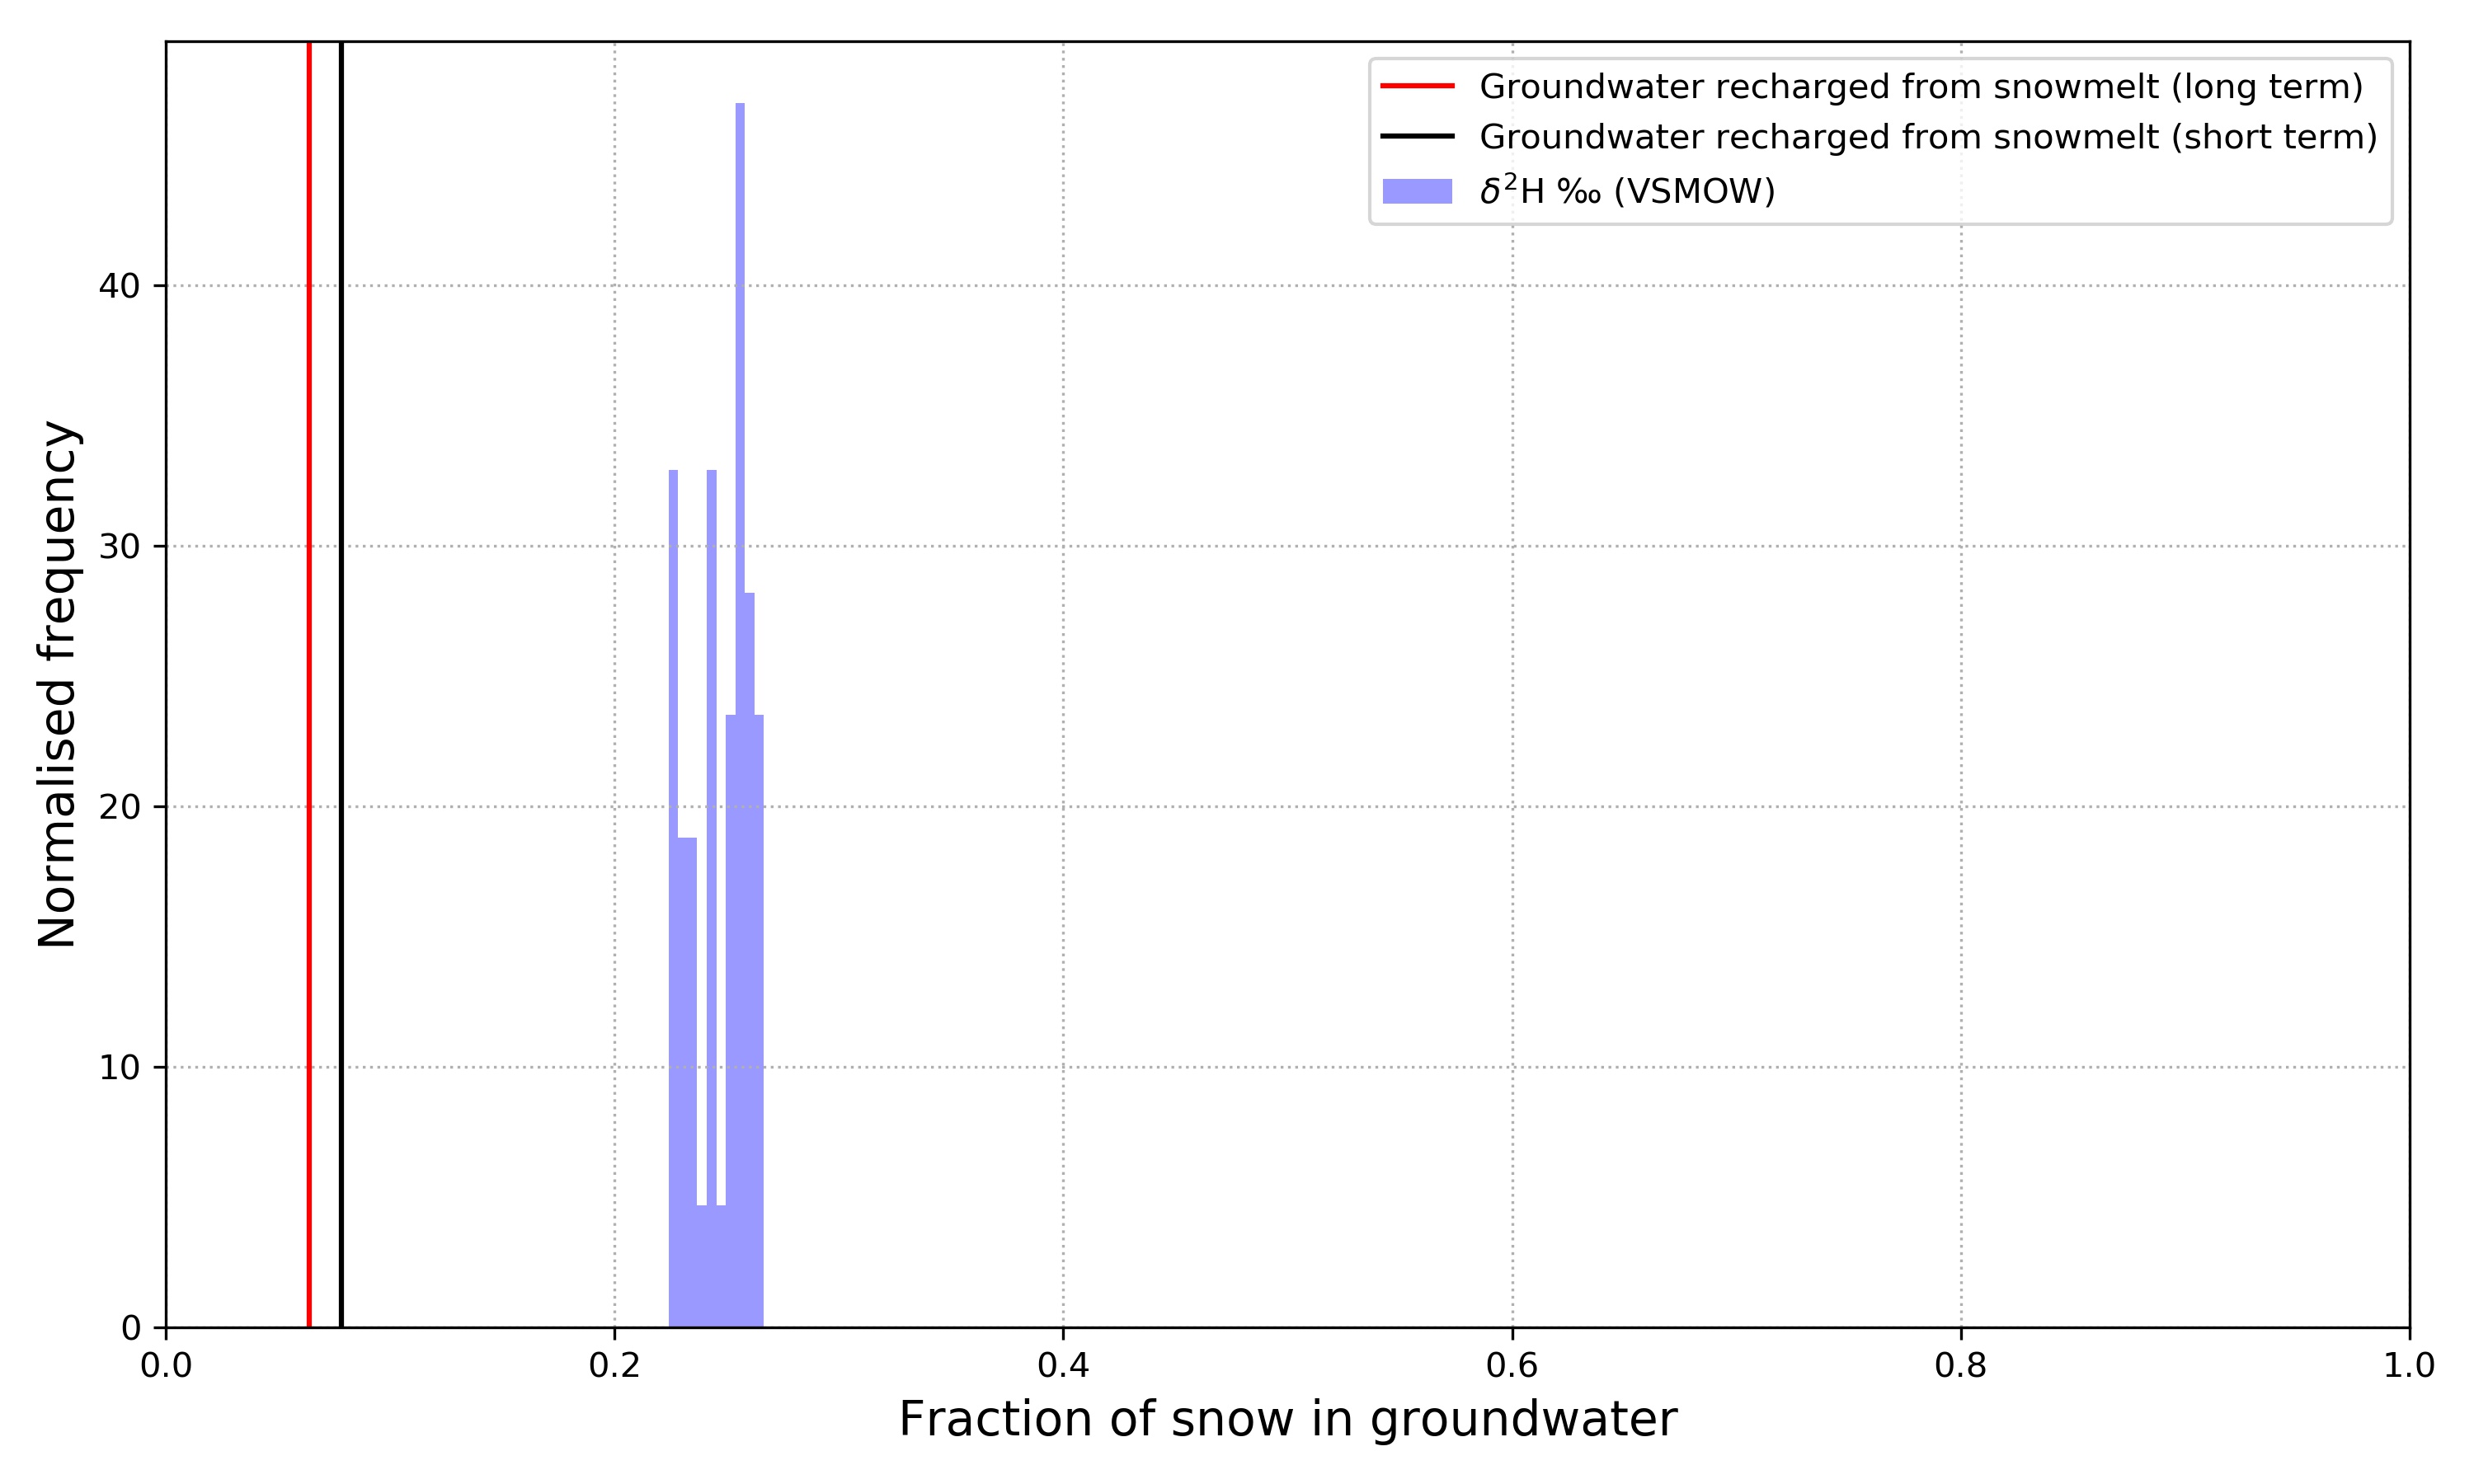 Groundwater recharged from snowmelt (long term)
Groundwater recharged from snowmelt (short term)
δ²H ‰ (VSMOW)
Normalised frequency
40
30
20
10
0
0.0 0.2 0.4 0.6 0.8 1.0
Fraction of snow in groundwater